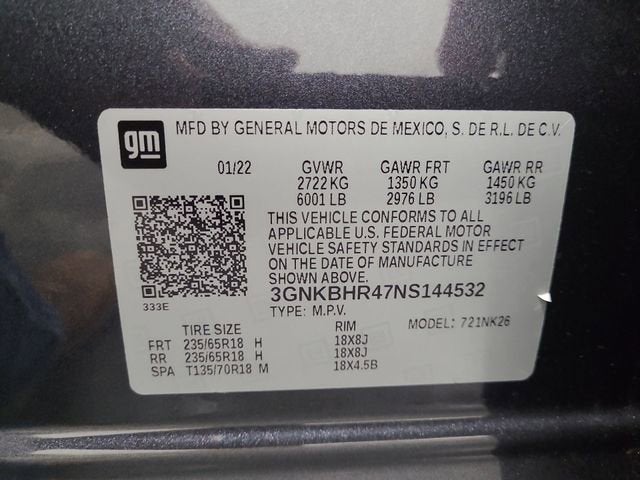 gm MFD BY GENERAL MOTORS DE MEXICO, S. DE R.L. DE C.V.
01/22 GVWR GAWR FRT GAWR RR
2722 KG 1350 KG 1450 KG
6001 LB 2976 LB 3196 LB
THIS VEHICLE CONFORMS TO ALL
APPLICABLE U.S. FEDERAL MOTOR
VEHICLE SAFETY STANDARDS IN EFFECT
ON THE DATE OF MANUFACTURE
SHOWN ABOVE.
333E
3GNKBHR47NS144532
TYPE: M.P.V. MODEL: 721NK26
TIRE SIZE RIM
FRT 235/65R18 H 18X8J
RR 235/65R18 H 18X8J
SPA T135/70R18 M 18X4.5B